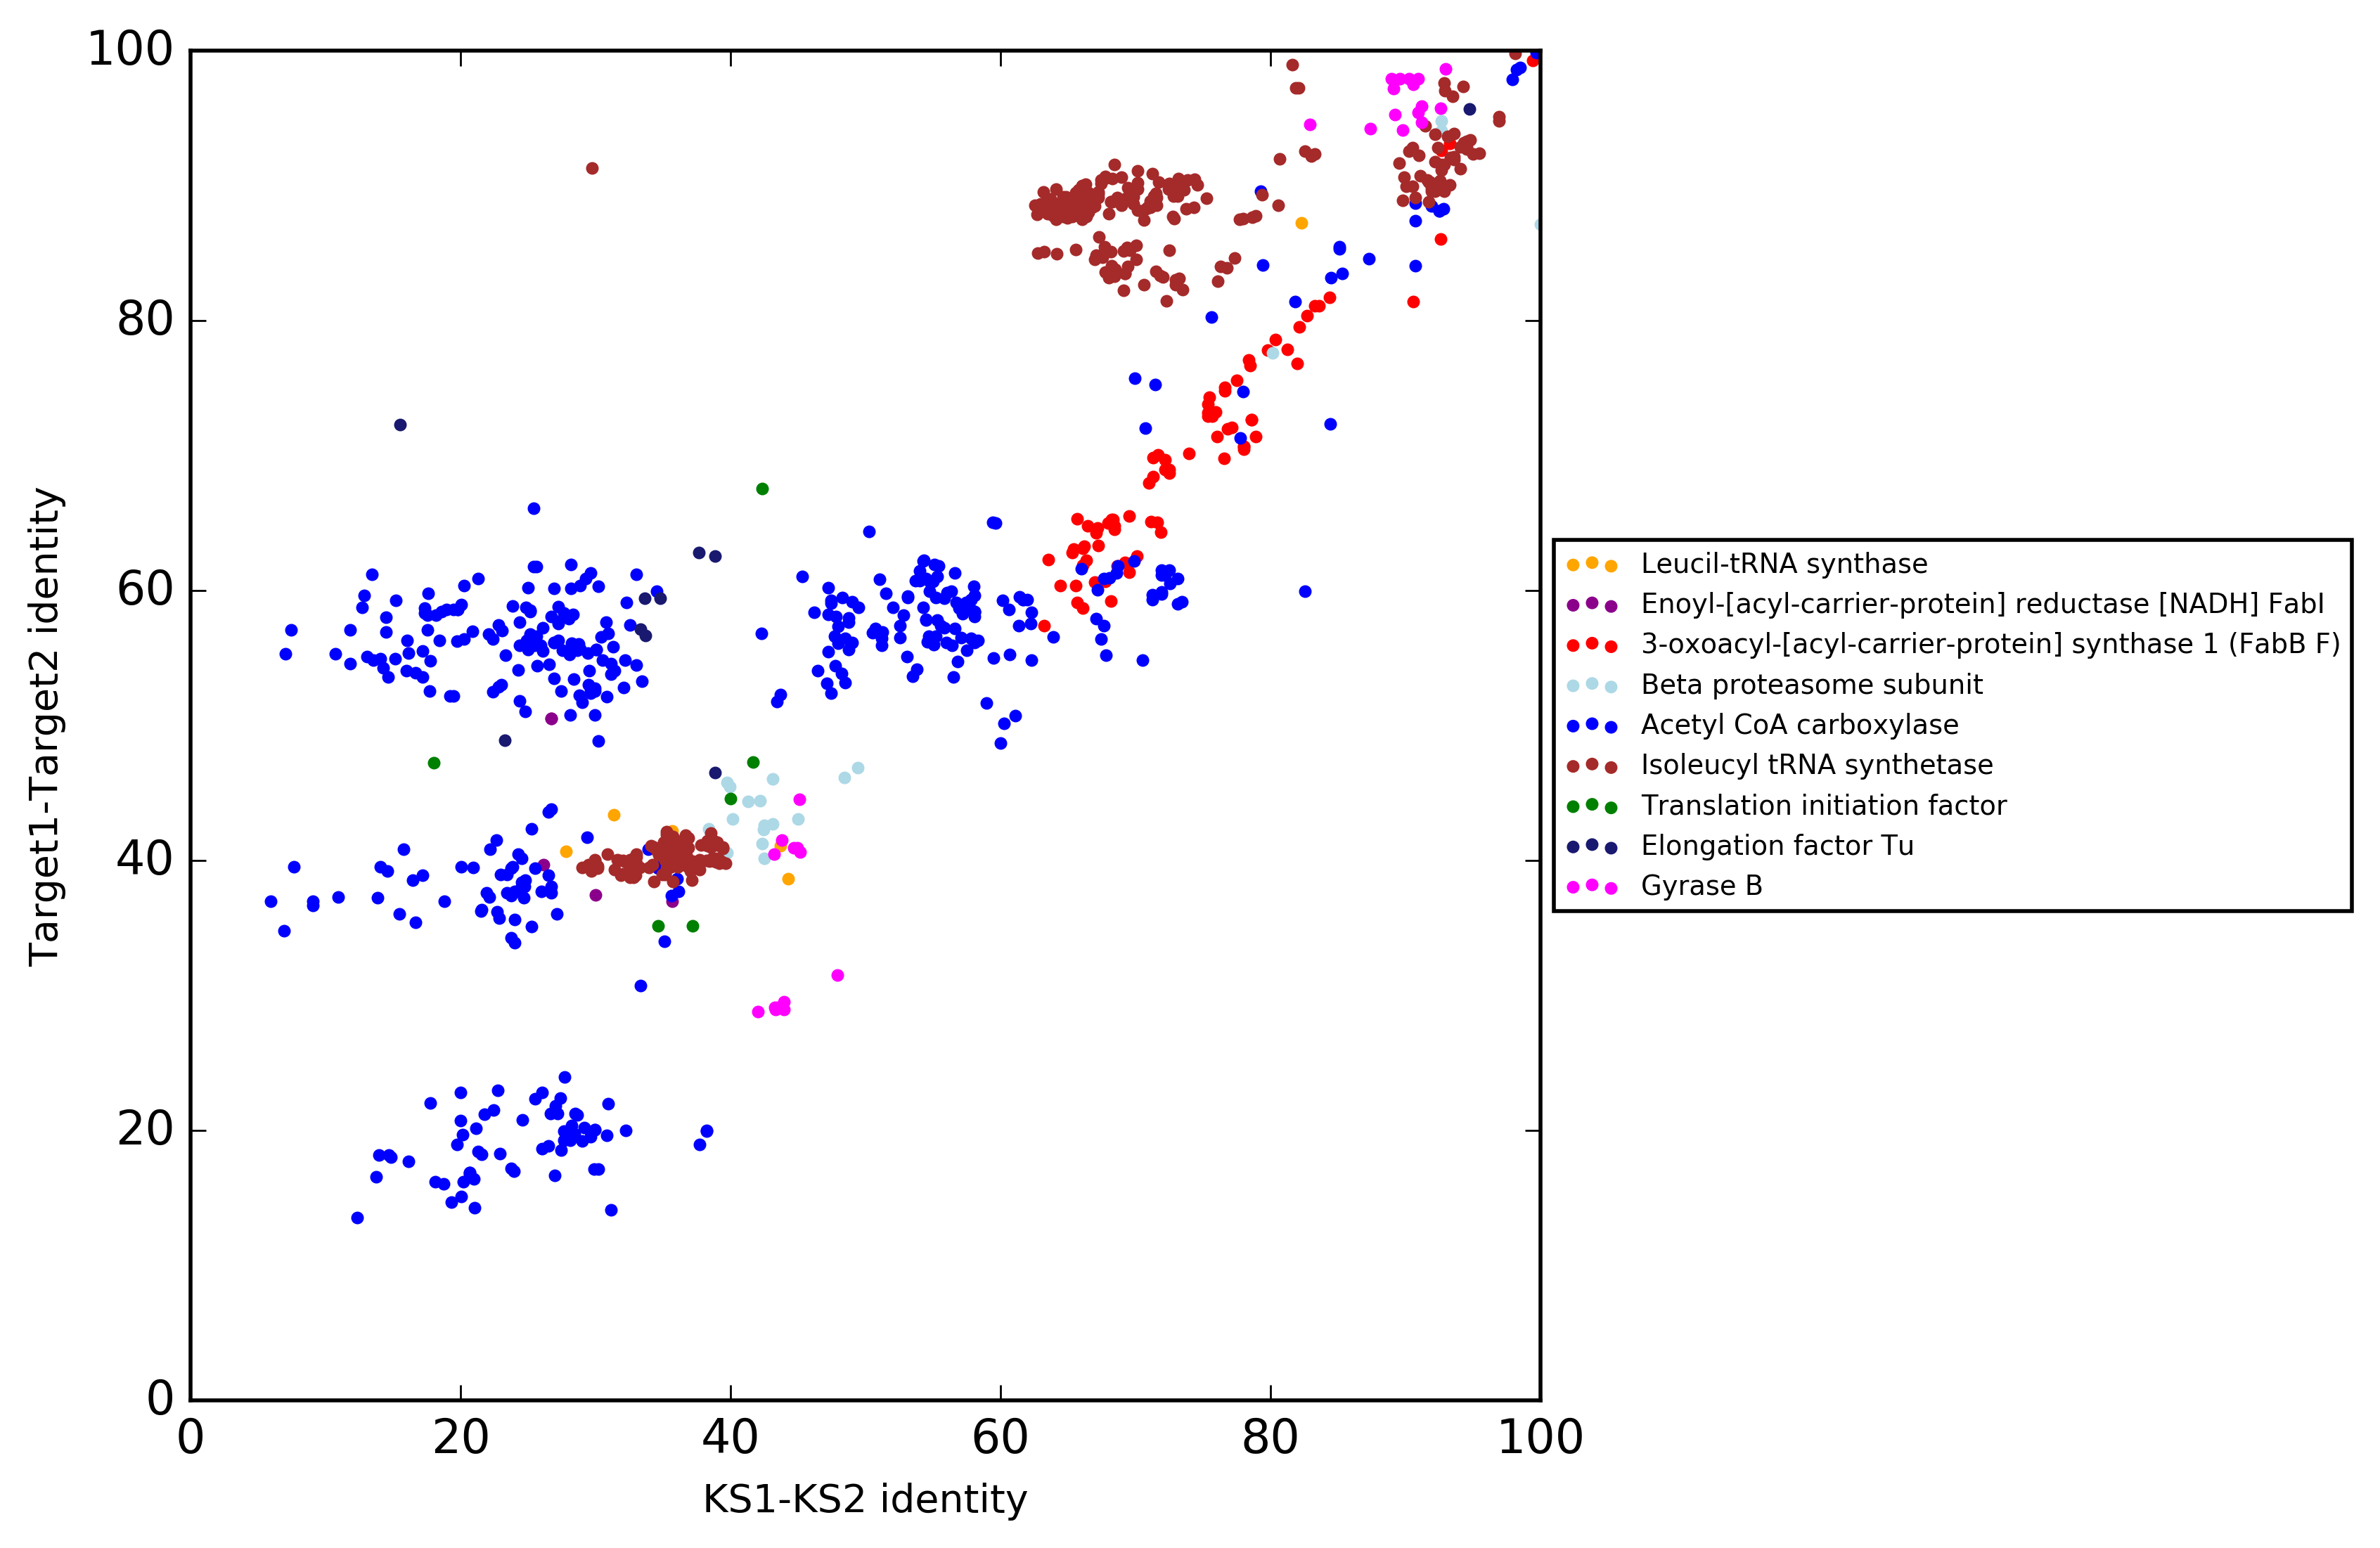 100
80
60
40
20
0
0 20 40 60 80 100
Target1-Target2 identity
KS1-KS2 identity
Leucil-tRNA synthase
Enoyl-[acyl-carrier-protein] reductase [NADH] FabI
3-oxoacyl-[acyl-carrier-protein] synthase 1 (FabB F)
Beta proteasome subunit
Acetyl CoA carboxylase
Isoleucyl tRNA synthetase
Translation initiation factor
Elongation factor Tu
Gyrase B